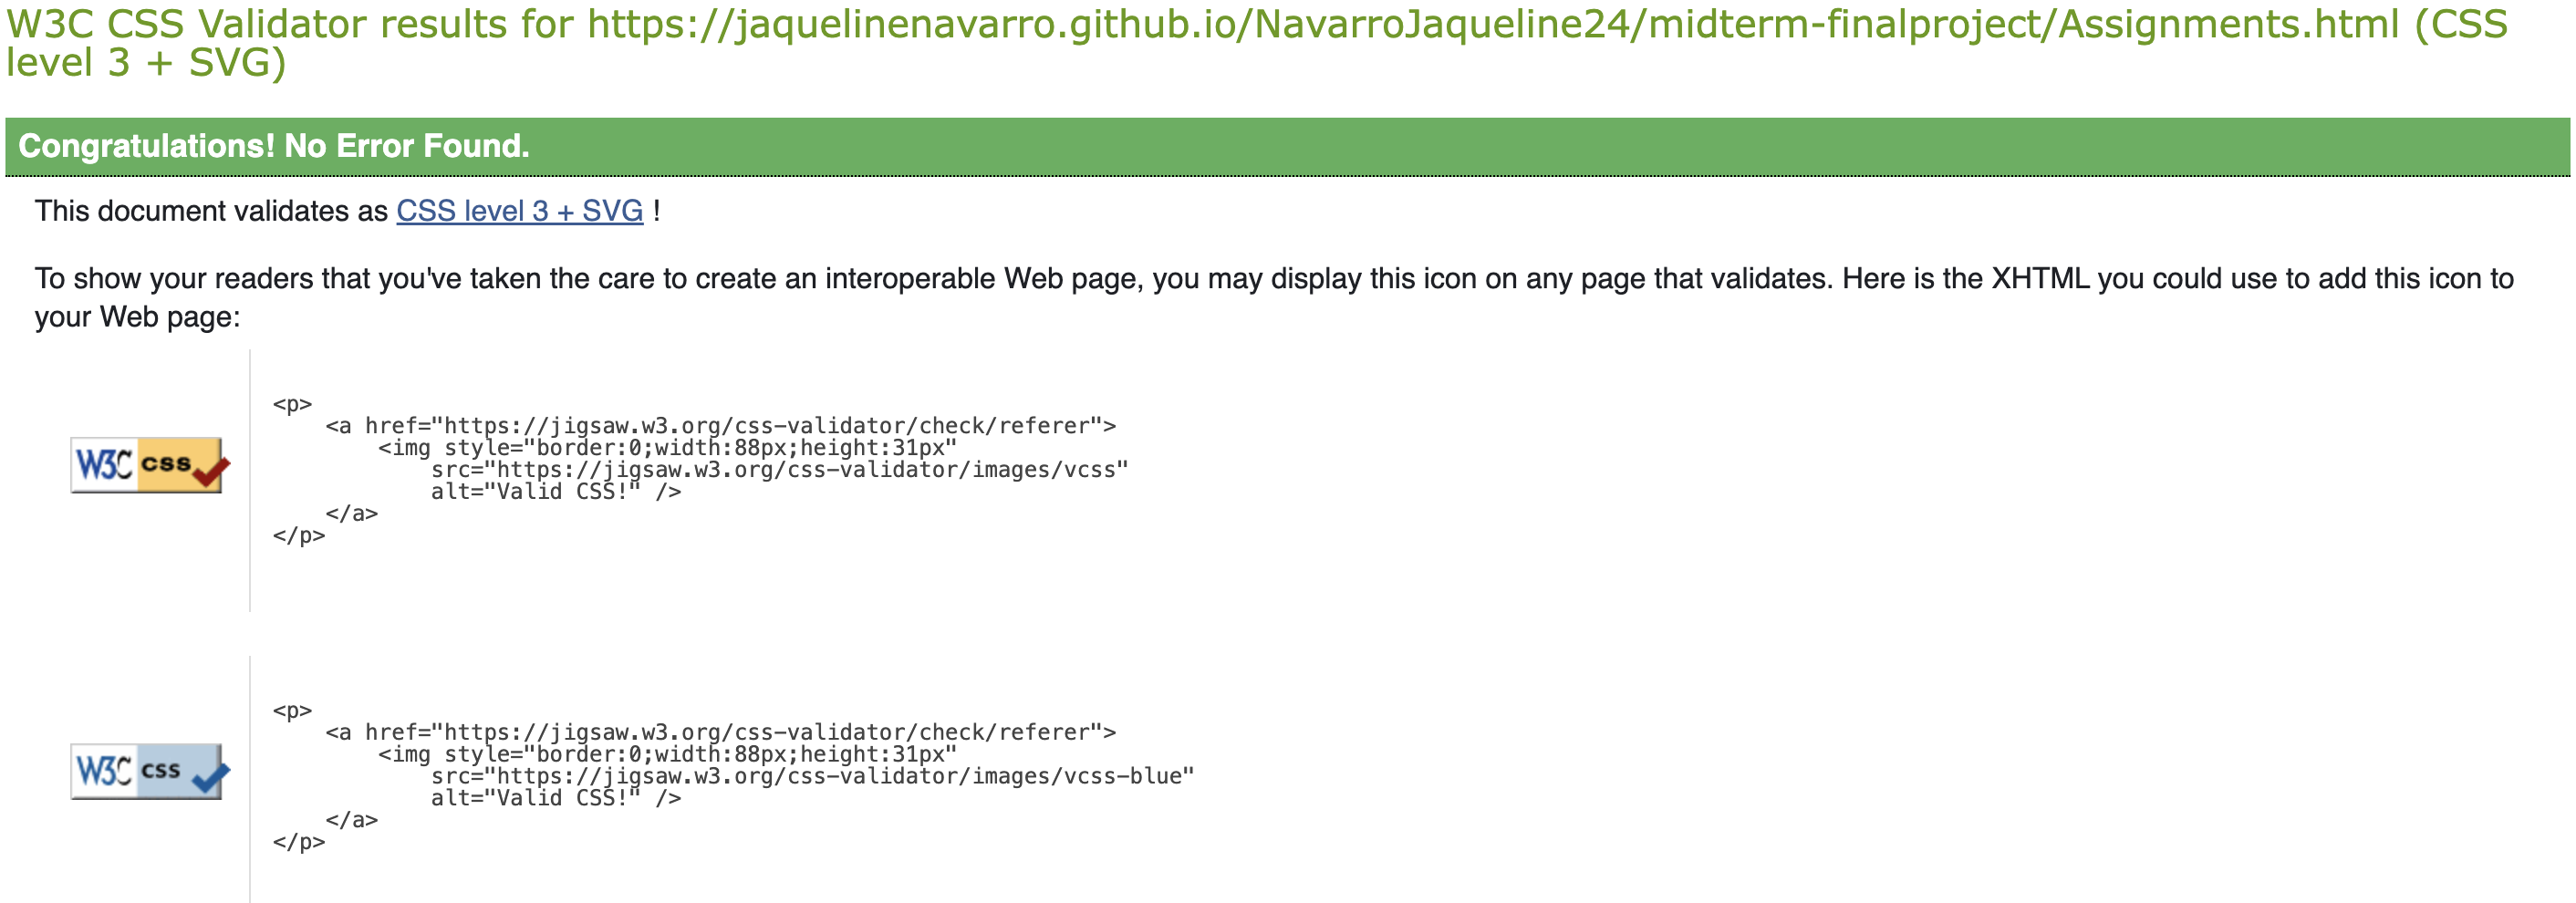 W3C CSS Validator results for https://jaquelinenavarro.github.io/NavarroJaqueline24/midterm-finalproject/Assignments.html (CSS
level 3 + SVG)
Congratulations! No Error Found.
This document validates as CSS level 3 + SVG !
To show your readers that you've taken the care to create an interoperable Web page, you may display this icon on any page that validates. Here is the XHTML you could use to add this icon to
your Web page:
W3C css
<p>
    <a href="https://jigsaw.w3.org/css-validator/check/referer">
        <img style="border:0;width:88px;height:31px"
            src="https://jigsaw.w3.org/css-validator/images/vcss"
            alt="Valid CSS!" />
    </a>
</p>
W3C css
<p>
    <a href="https://jigsaw.w3.org/css-validator/check/referer">
        <img style="border:0;width:88px;height:31px"
            src="https://jigsaw.w3.org/css-validator/images/vcss-blue"
            alt="Valid CSS!" />
    </a>
</p>